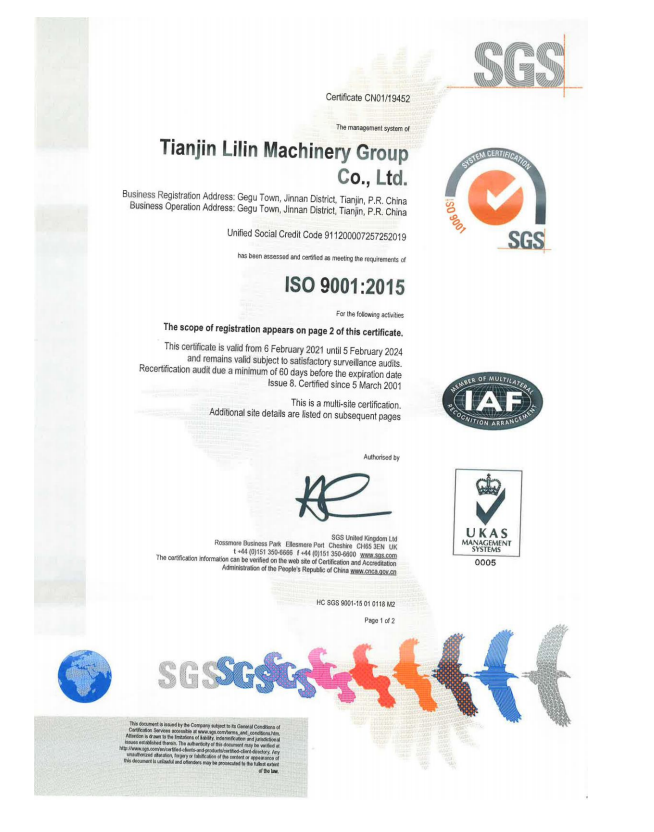 SGS
Certificate CN01/19452
The management system of
Tianjin Lilin Machinery Group
Co., Ltd.
Business Registration Address: Gegu Town, Jinnan District, Tianjin, P.R. China
Business Operation Address: Gegu Town, Jinnan District, Tianjin, P.R. China
SYSTEM CERTIFICATION
ISO 9001
SGS
Unified Social Credit Code 911200007257252019
has been assessed and certified as meeting the requirements of
ISO 9001:2015
For the following activities
The scope of registration appears on page 2 of this certificate.
This certificate is valid from 6 February 2021 until 5 February 2024
and remains valid subject to satisfactory surveillance audits.
Recertification audit due a minimum of 60 days before the expiration date
Issue 8. Certified since 5 March 2001
This is a multi-site certification.
Additional site details are listed on subsequent pages
MEMBER OF MULTILATERAL
IAF
RECOGNITION ARRANGEMENT
Authorised by
SGS United Kingdom Ltd
Rossmore Business Park Ellesmere Port Cheshire CH65 3EN UK
t +44 (0)151 350-6666 f +44 (0)151 350-6600 www.sgs.com
The certification information can be verified on the web site of Certification and Accreditation
Administration of the People's Republic of China www.cnca.gov.cn
UKAS
MANAGEMENT
SYSTEMS
0005
HC SGS 9001-15 01 0118 M2
Page 1 of 2
SGSSGSSGS
This document is issued by the Company subject to its General Conditions of
Certification Services accessible at www.sgs.com/terms_and_conditions.htm.
Attention is drawn to the limitations of liability, indemnification and jurisdictional
issues established therein. The authenticity of this document may be verified at
http://www.sgs.com/en/certified-clients-and-products/certified-client-directory. Any
unauthorized alteration, forgery or falsification of the content or appearance of
this document is unlawful and offenders may be prosecuted to the fullest extent
of the law.